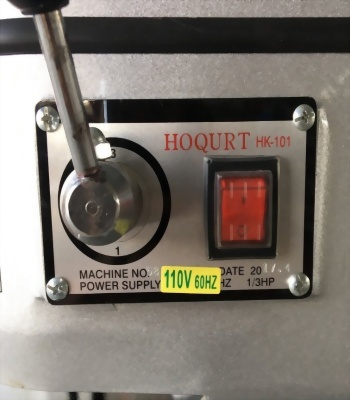 HOQURT HK-101
3
1
MACHINE NO. DATE 20
POWER SUPPLY 110V 60HZ HZ 1/3HP